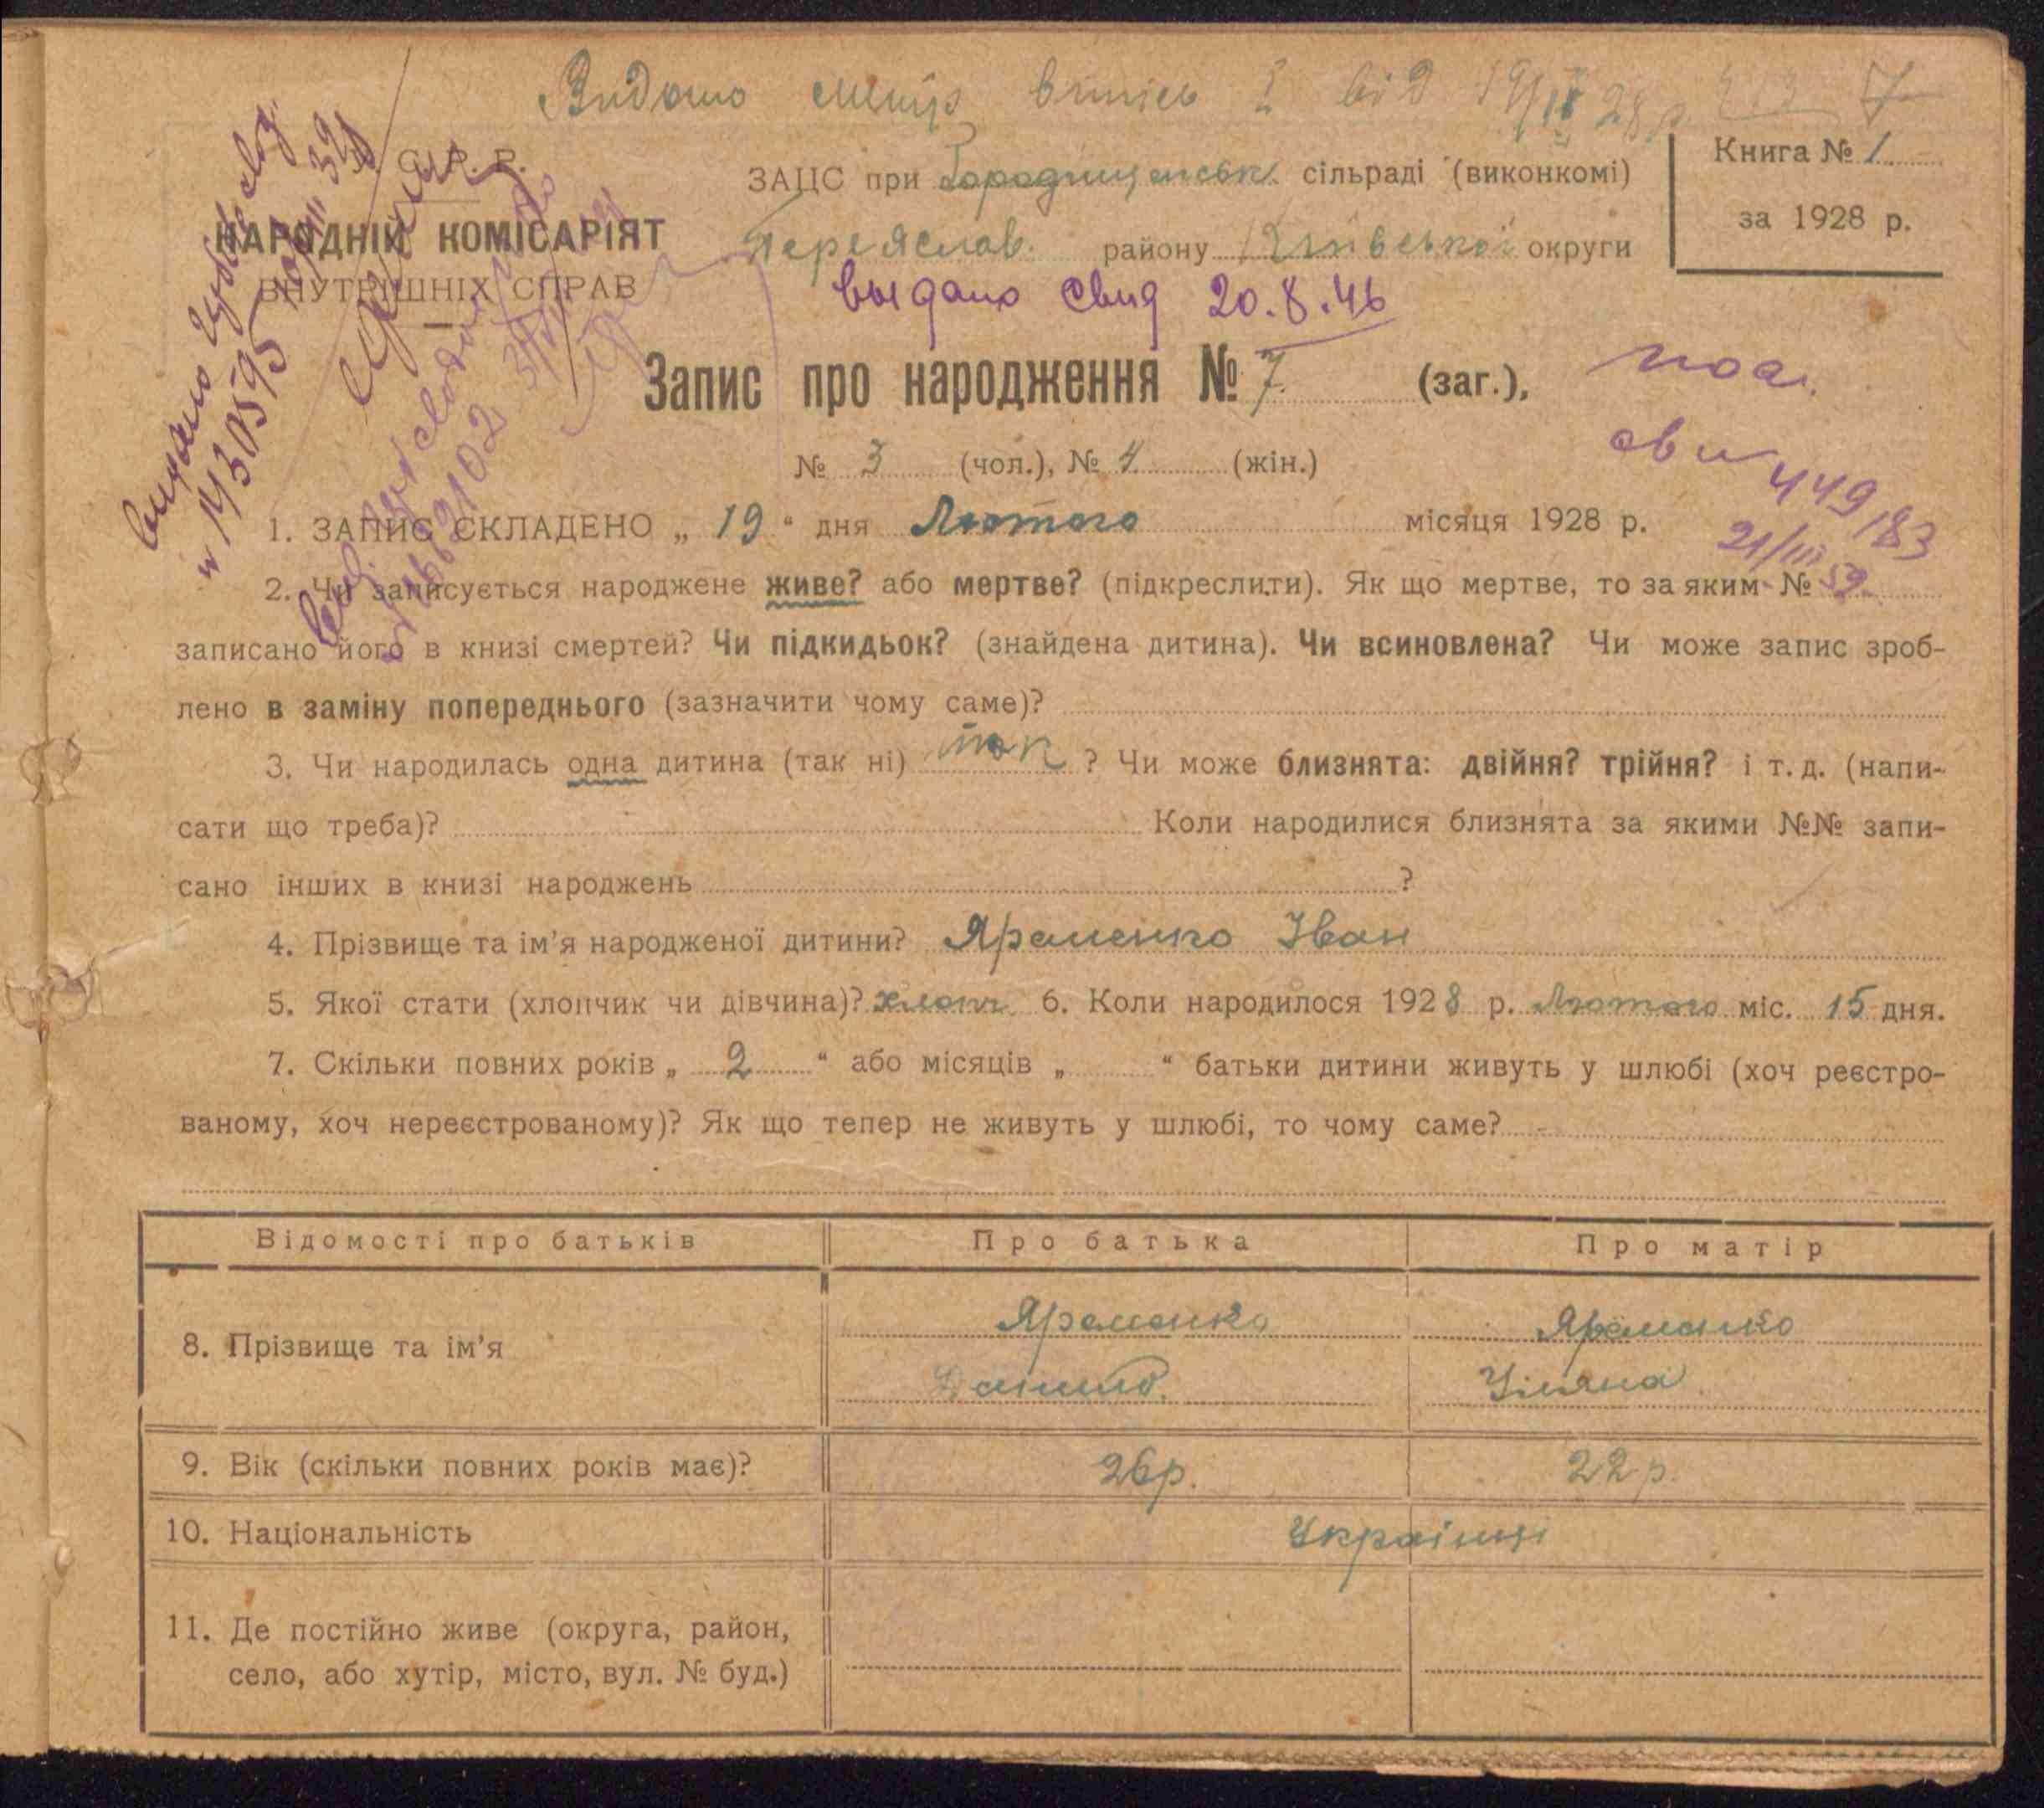 Видано від 19/II 28 р. 7
У. С. Р. Р.
НАРОДНІЙ КОМІСАРІЯТ
ВНУТРІШНІХ СПРАВ
ЗАЦС при Городищенськ. сільраді (виконкомі)
Переяслав. району Київської округи
Книга № 1
за 1928 р.
выдано свид 20.8.46
Запис про народження № 7 (заг.),
№ 3 (чол.), № 4 (жін.)
пов.
сви 449183
21/III 59.
1. ЗАПИС СКЛАДЕНО „ 19 “ дня Лютого місяця 1928 р.
2. Чи записується народжене живе? або мертве? (підкреслити). Як що мертве, то за яким №
записано його в книзі смертей? Чи підкидьок? (знайдена дитина). Чи всиновлена? Чи може запис зроб-
лено в заміну попереднього (зазначити чому саме)?
3. Чи народилась одна дитина (так ні) так ? Чи може близнята: двійня? трійня? і т. д. (напи-
сати що треба)? Коли народилися близнята за якими №№ запи-
сано інших в книзі народжень ?
4. Прізвище та ім’я народженої дитини? Яременко Іван
5. Якої стати (хлопчик чи дівчина)? хлопч. 6. Коли народилося 1928 р. Лютого міс. 15 дня.
7. Скільки повних років „ 2 “ або місяців „ “ батьки дитини живуть у шлюбі (хоч реєстро-
ваному, хоч нереєстрованому)? Як що тепер не живуть у шлюбі, то чому саме? -
Відомості про батьків Про батька Про матір
8. Прізвище та ім’я Яременко Данило. Яременко Уляна
9. Вік (скільки повних років має)? 26 р. 22 р.
10. Національність Українці
11. Де постійно живе (округа, район,
село, або хутір, місто, вул. № буд.)